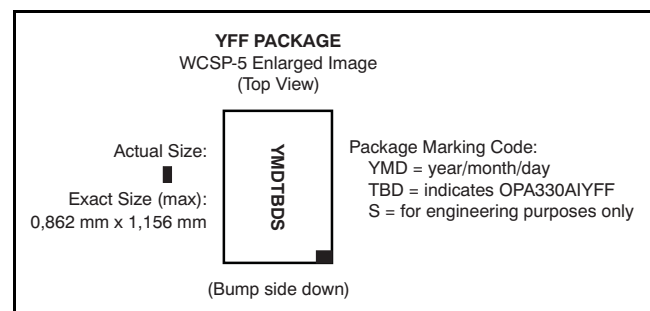 YFF PACKAGE
WCSP-5 Enlarged Image
(Top View)
Actual Size:
Exact Size (max):
0,862 mm x 1,156 mm
YMDTBDS
Package Marking Code:
YMD = year/month/day
TBD = indicates OPA330AIYFF
S = for engineering purposes only
(Bump side down)